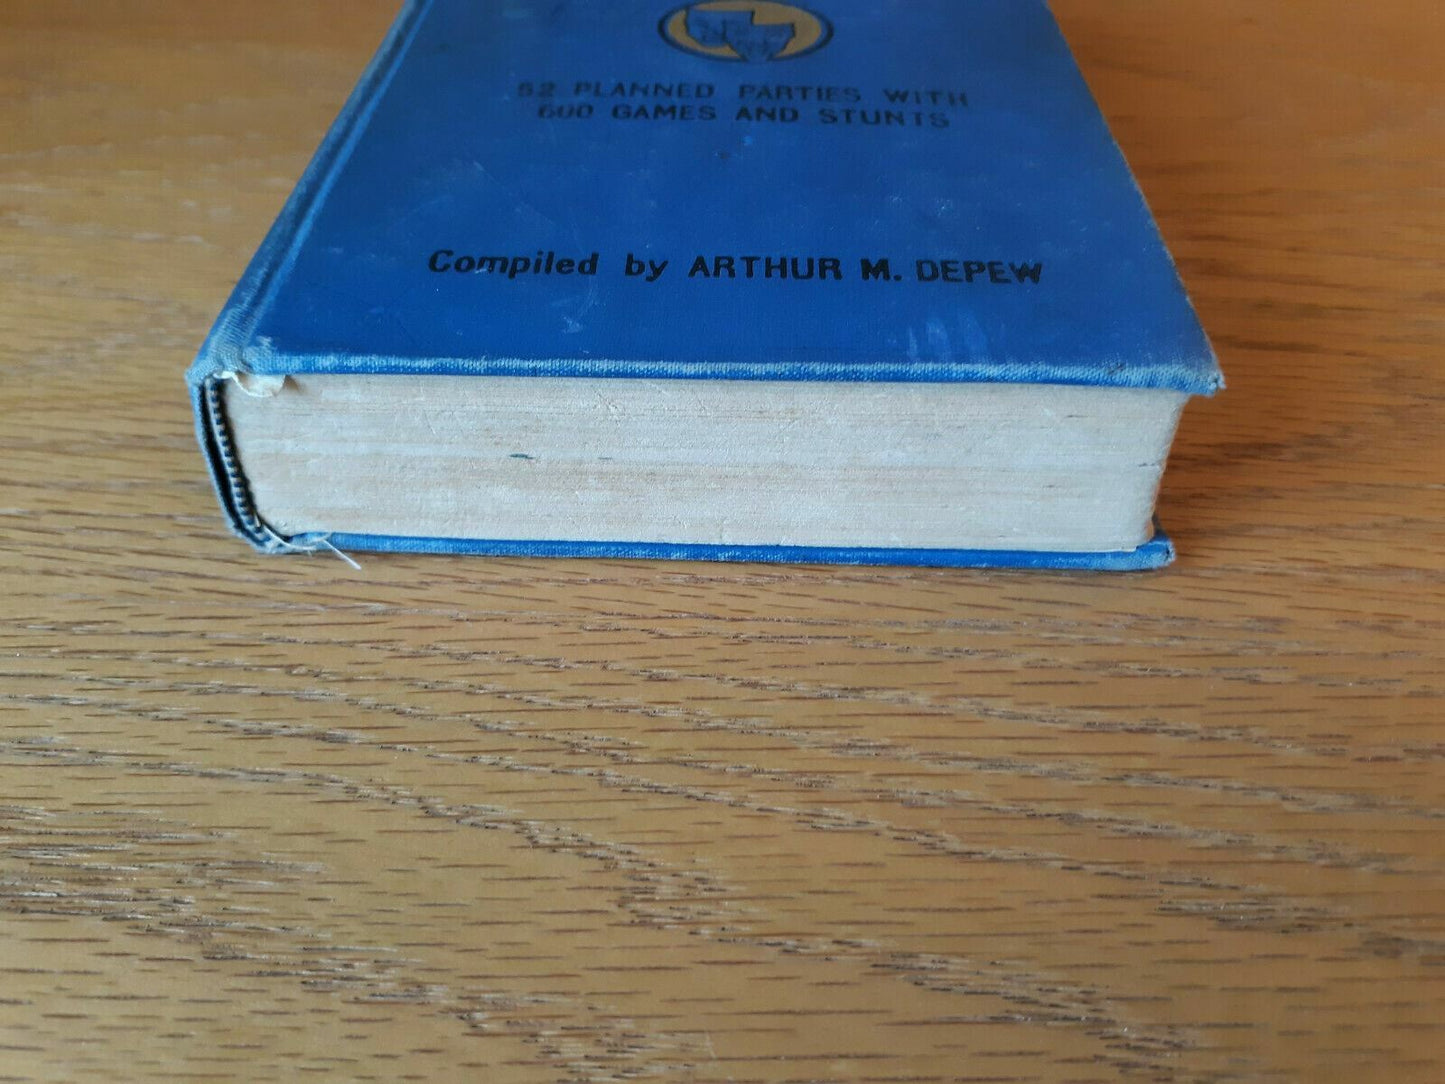 52 PLANNED PARTIES WITH
600 GAMES AND STUNTS
Compiled by ARTHUR M. DEPEW